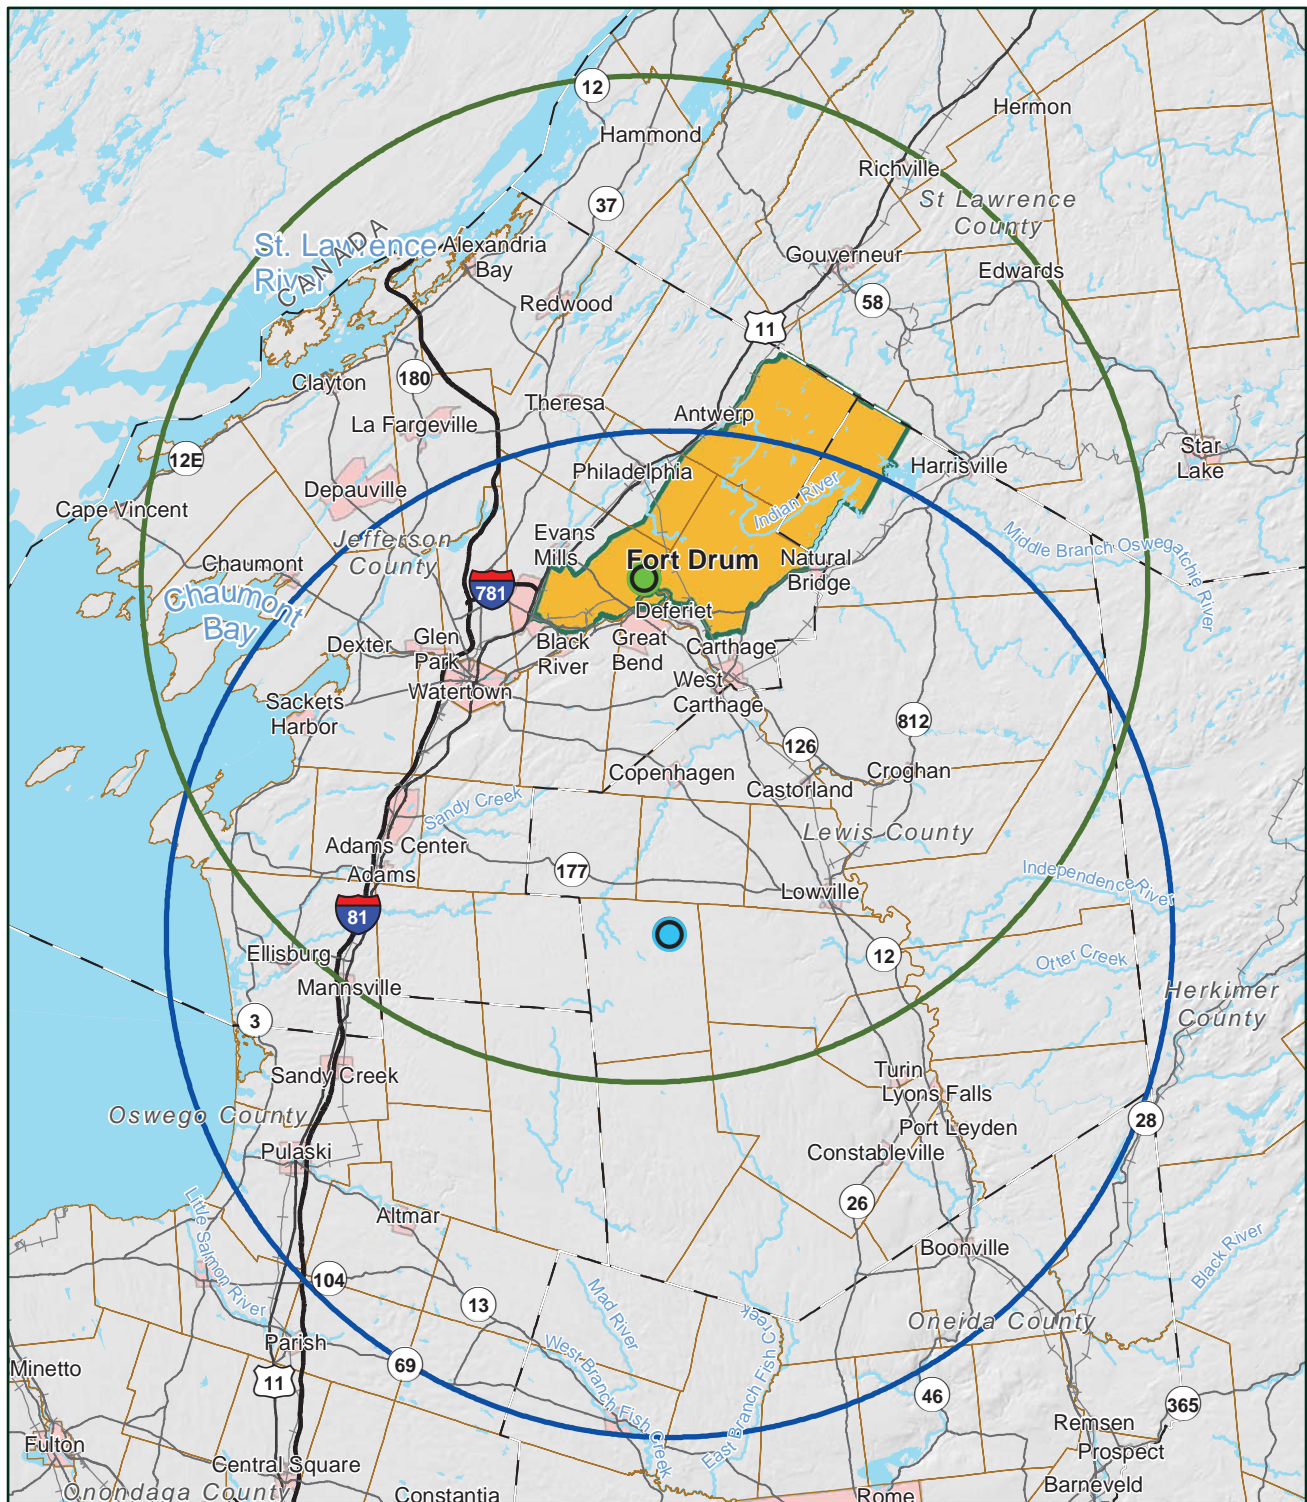 12
Hammond
Hermon
Richville
37
St Lawrence
County
St. Lawrence
River
CANADA
Alexandria
Bay
Gouverneur
Edwards
Redwood
58
11
Clayton
180
Theresa
Antwerp
La Fargeville
12E
Philadelphia
Harrisville
Star
Lake
Depauville
Cape Vincent
Indian River
Jefferson
County
Evans
Mills
Middle Branch Oswegatchie River
Chaumont
Fort Drum
Natural
Bridge
781
Chaumont
Bay
Deferiet
Dexter
Glen
Park
Black
River
Great
Bend
Carthage
Watertown
West
Carthage
Sackets
Harbor
812
126
Copenhagen
Croghan
Castorland
Sandy Creek
Lewis County
Adams Center
Adams
177
Lowville
Independence River
81
Ellisburg
12
Otter Creek
Mannsville
Herkimer
County
3
Sandy Creek
Turin
Lyons Falls
Oswego County
Port Leyden
28
Pulaski
Constableville
Little Salmon River
26
Altmar
Boonville
Black River
104
13
Mad River
Oneida County
Parish
West Branch Fish Creek
East Branch Fish Creek
Minetto
11
69
46
365
Remsen
Fulton
Prospect
Central Square
Barneveld
Onondaga County
Constantia
Rome